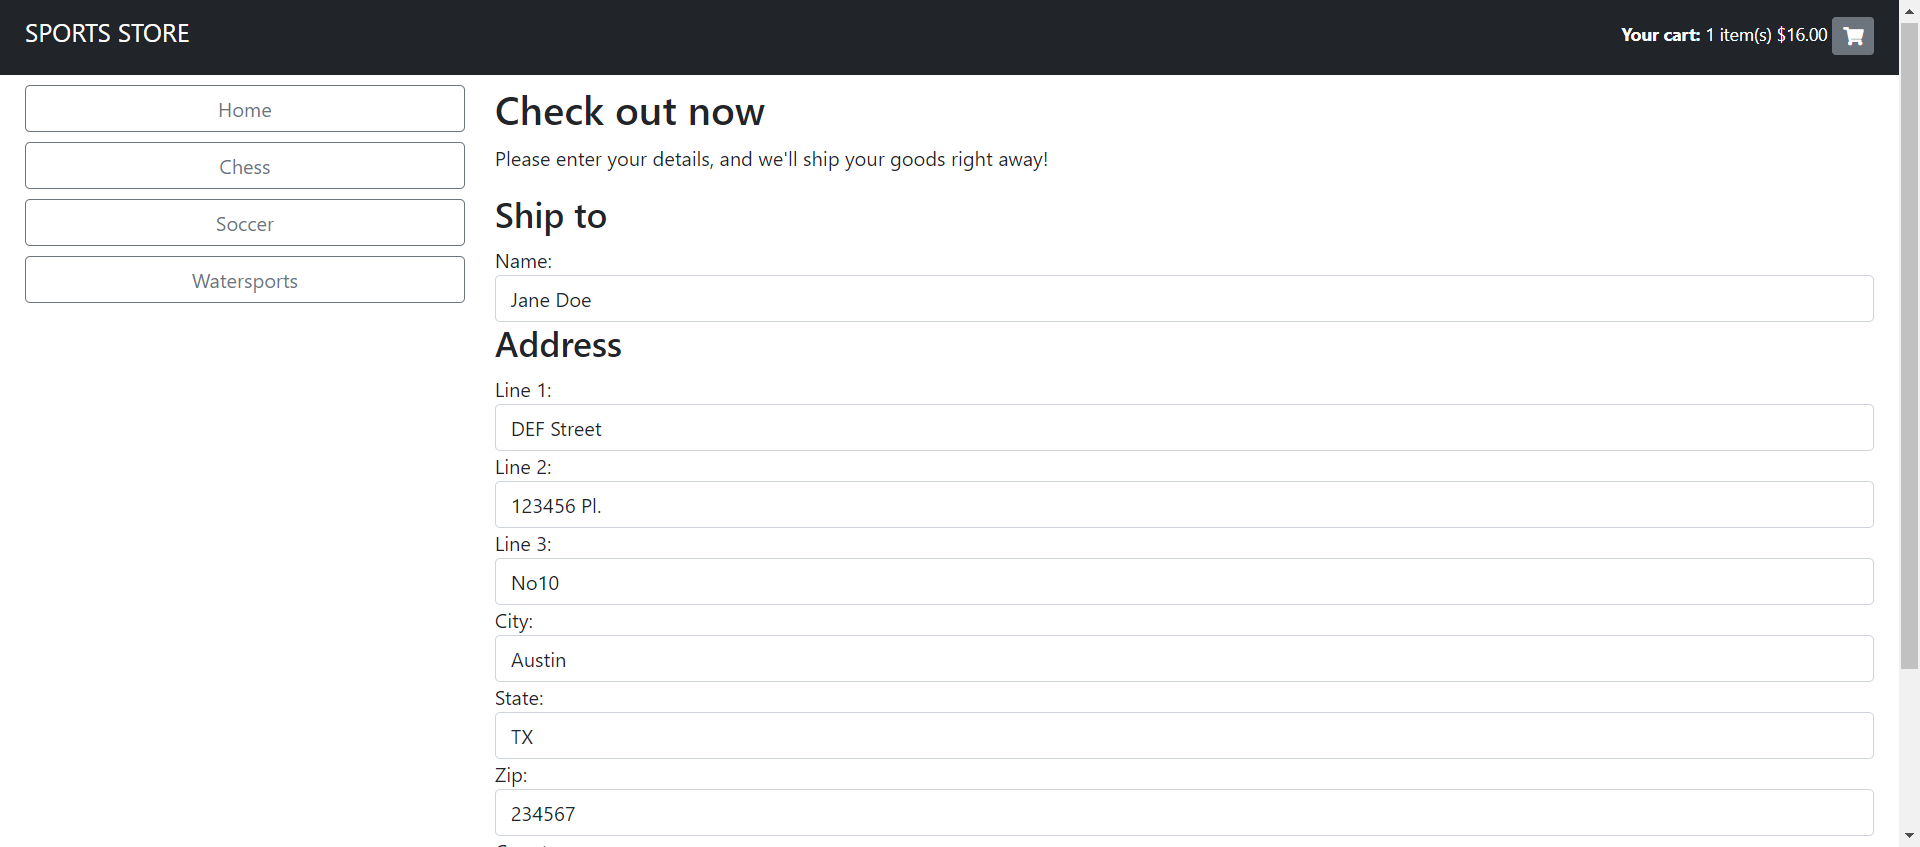 SPORTS STORE
Your cart: 1 item(s) $16.00
Home
Chess
Soccer
Watersports
Check out now
Please enter your details, and we'll ship your goods right away!
Ship to
Name:
Jane Doe
Address
Line 1:
DEF Street
Line 2:
123456 Pl.
Line 3:
No10
City:
Austin
State:
TX
Zip:
234567